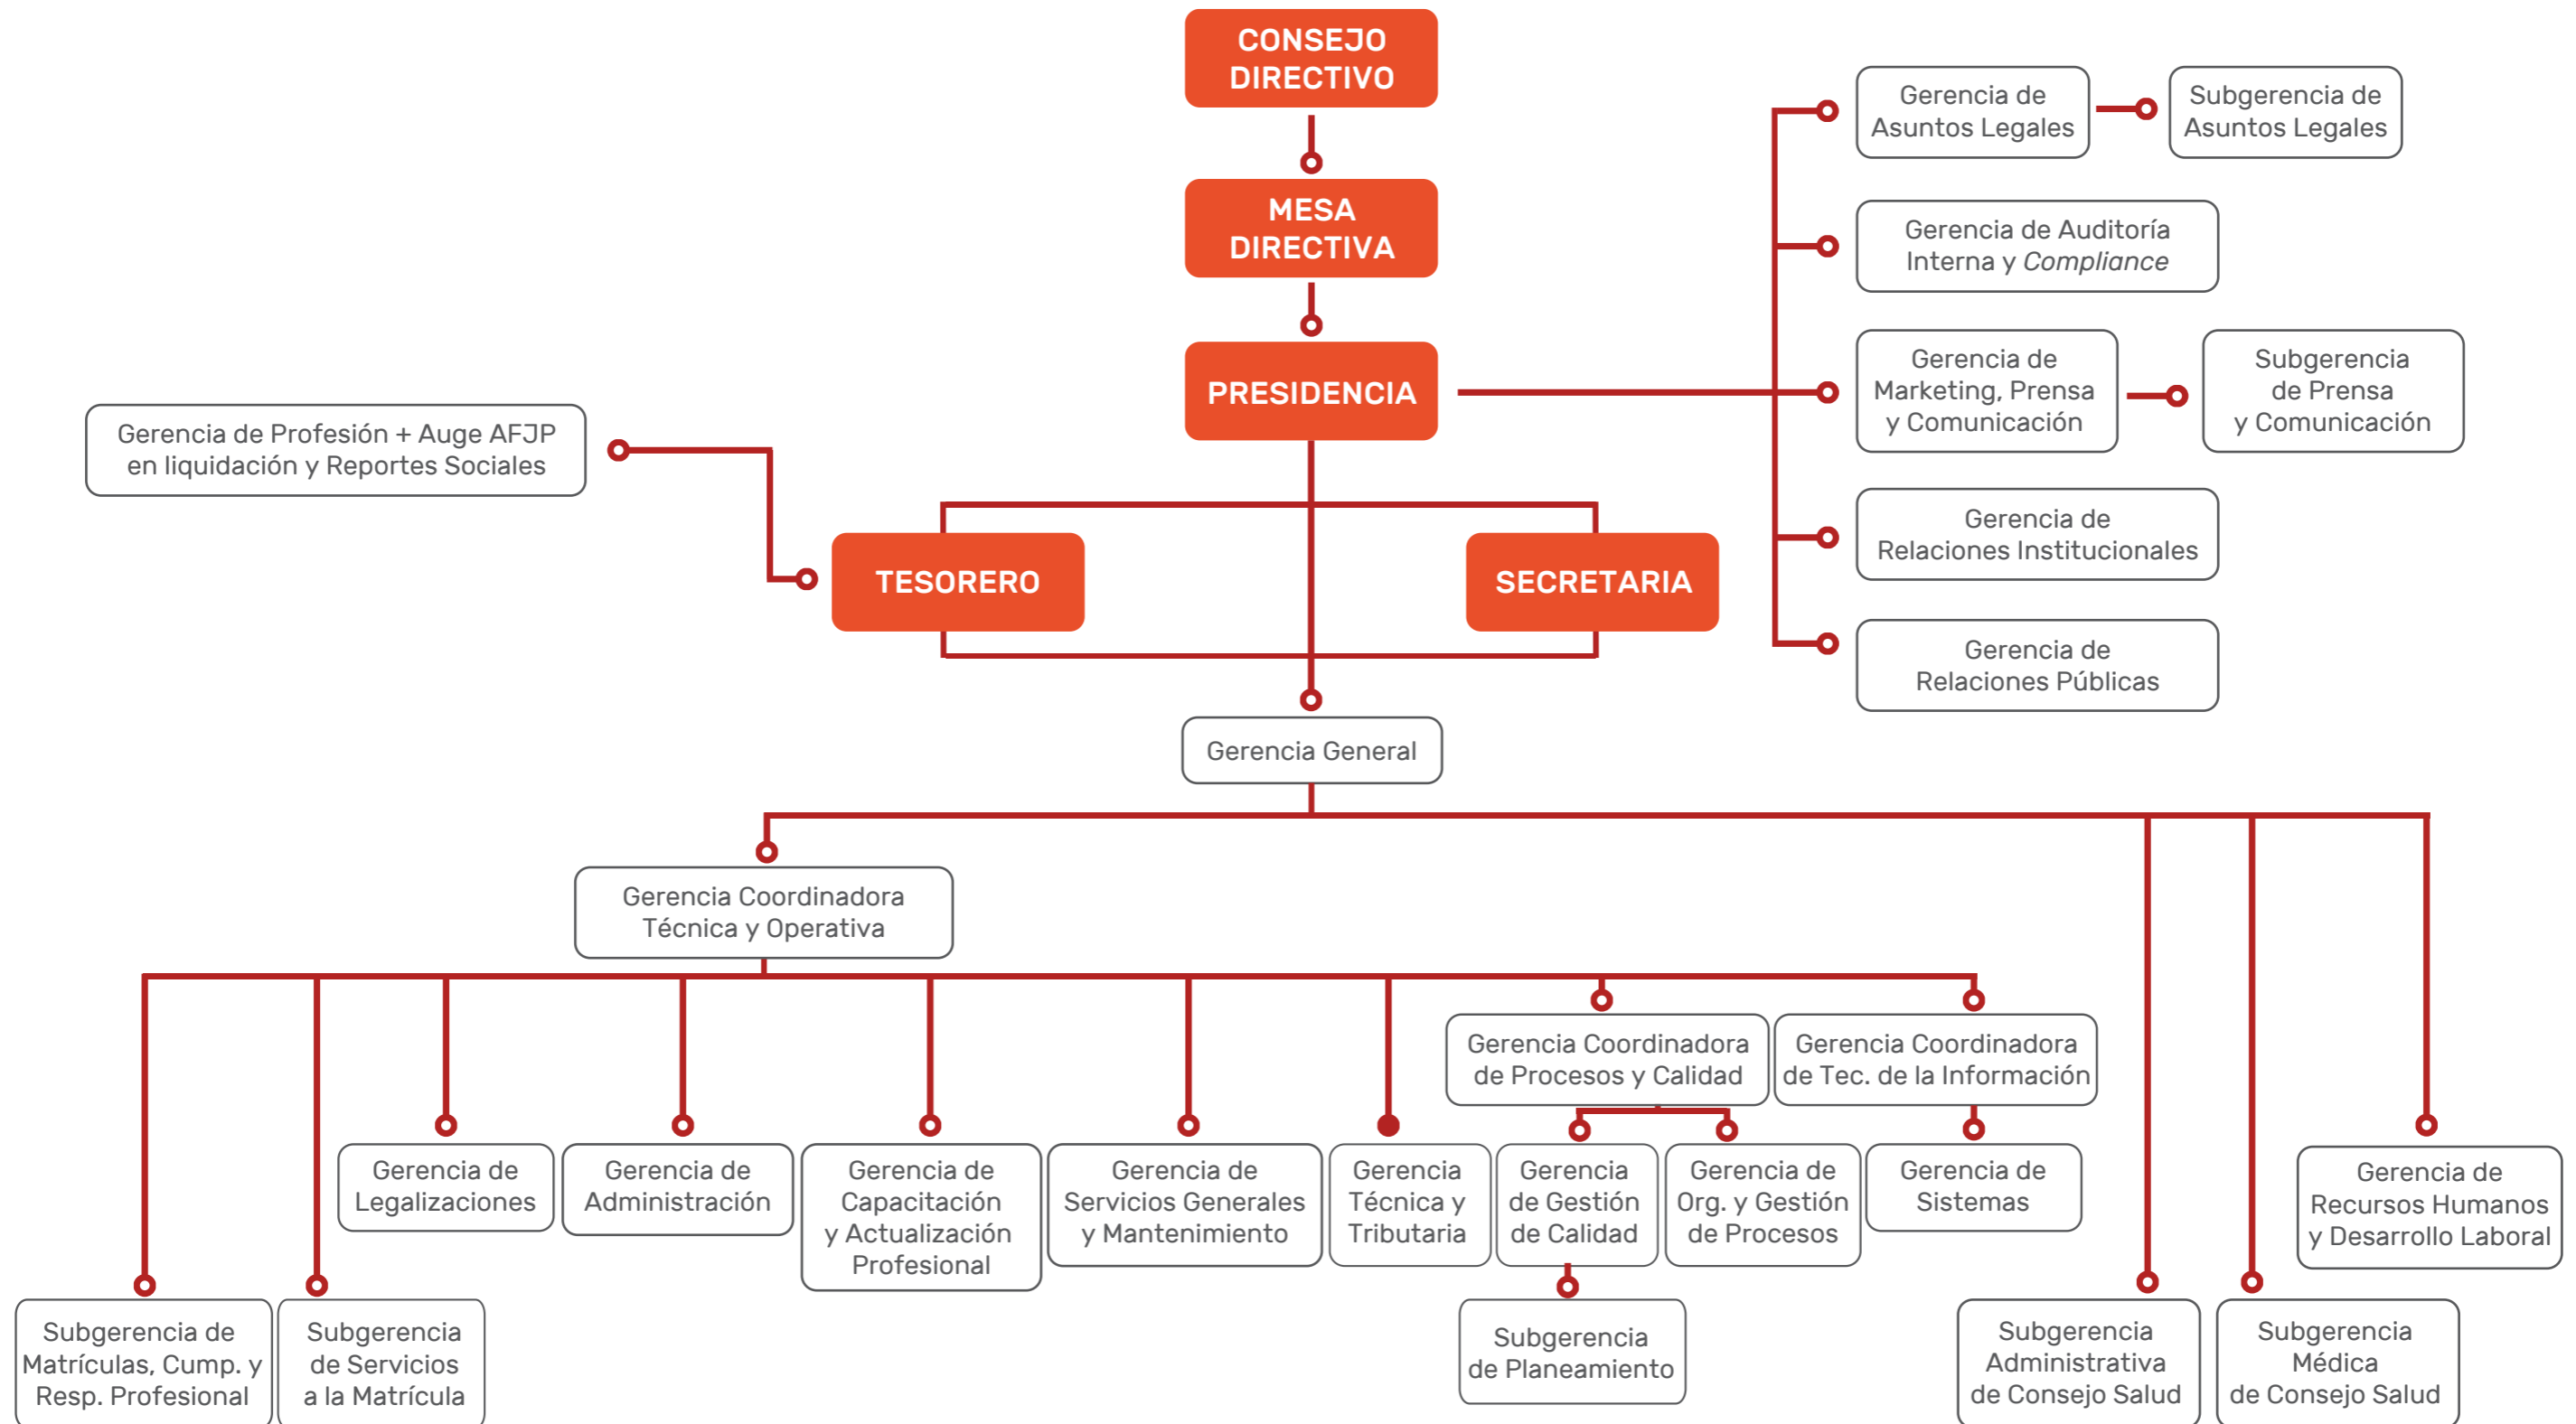 CONSEJO
DIRECTIVO
MESA
DIRECTIVA
PRESIDENCIA
Gerencia de
Asuntos Legales
Subgerencia de
Asuntos Legales
Gerencia de Auditoría
Interna y Compliance
Gerencia de
Marketing, Prensa
y Comunicación
Subgerencia
de Prensa
y Comunicación
Gerencia de
Relaciones Institucionales
Gerencia de
Relaciones Públicas
Gerencia de Profesión + Auge AFJP
en liquidación y Reportes Sociales
TESORERO
SECRETARIA
Gerencia General
Gerencia Coordinadora
Técnica y Operativa
Gerencia Coordinadora
de Procesos y Calidad
Gerencia Coordinadora
de Tec. de la Información
Gerencia de
Legalizaciones
Gerencia de
Administración
Gerencia de
Capacitación
y Actualización
Profesional
Gerencia de
Servicios Generales
y Mantenimiento
Gerencia
Técnica y
Tributaria
Gerencia
de Gestión
de Calidad
Gerencia de
Org. y Gestión
de Procesos
Gerencia de
Sistemas
Gerencia de
Recursos Humanos
y Desarrollo Laboral
Subgerencia de
Matrículas, Cump. y
Resp. Profesional
Subgerencia
de Servicios
a la Matrícula
Subgerencia
de Planeamiento
Subgerencia
Administrativa
de Consejo Salud
Subgerencia
Médica
de Consejo Salud